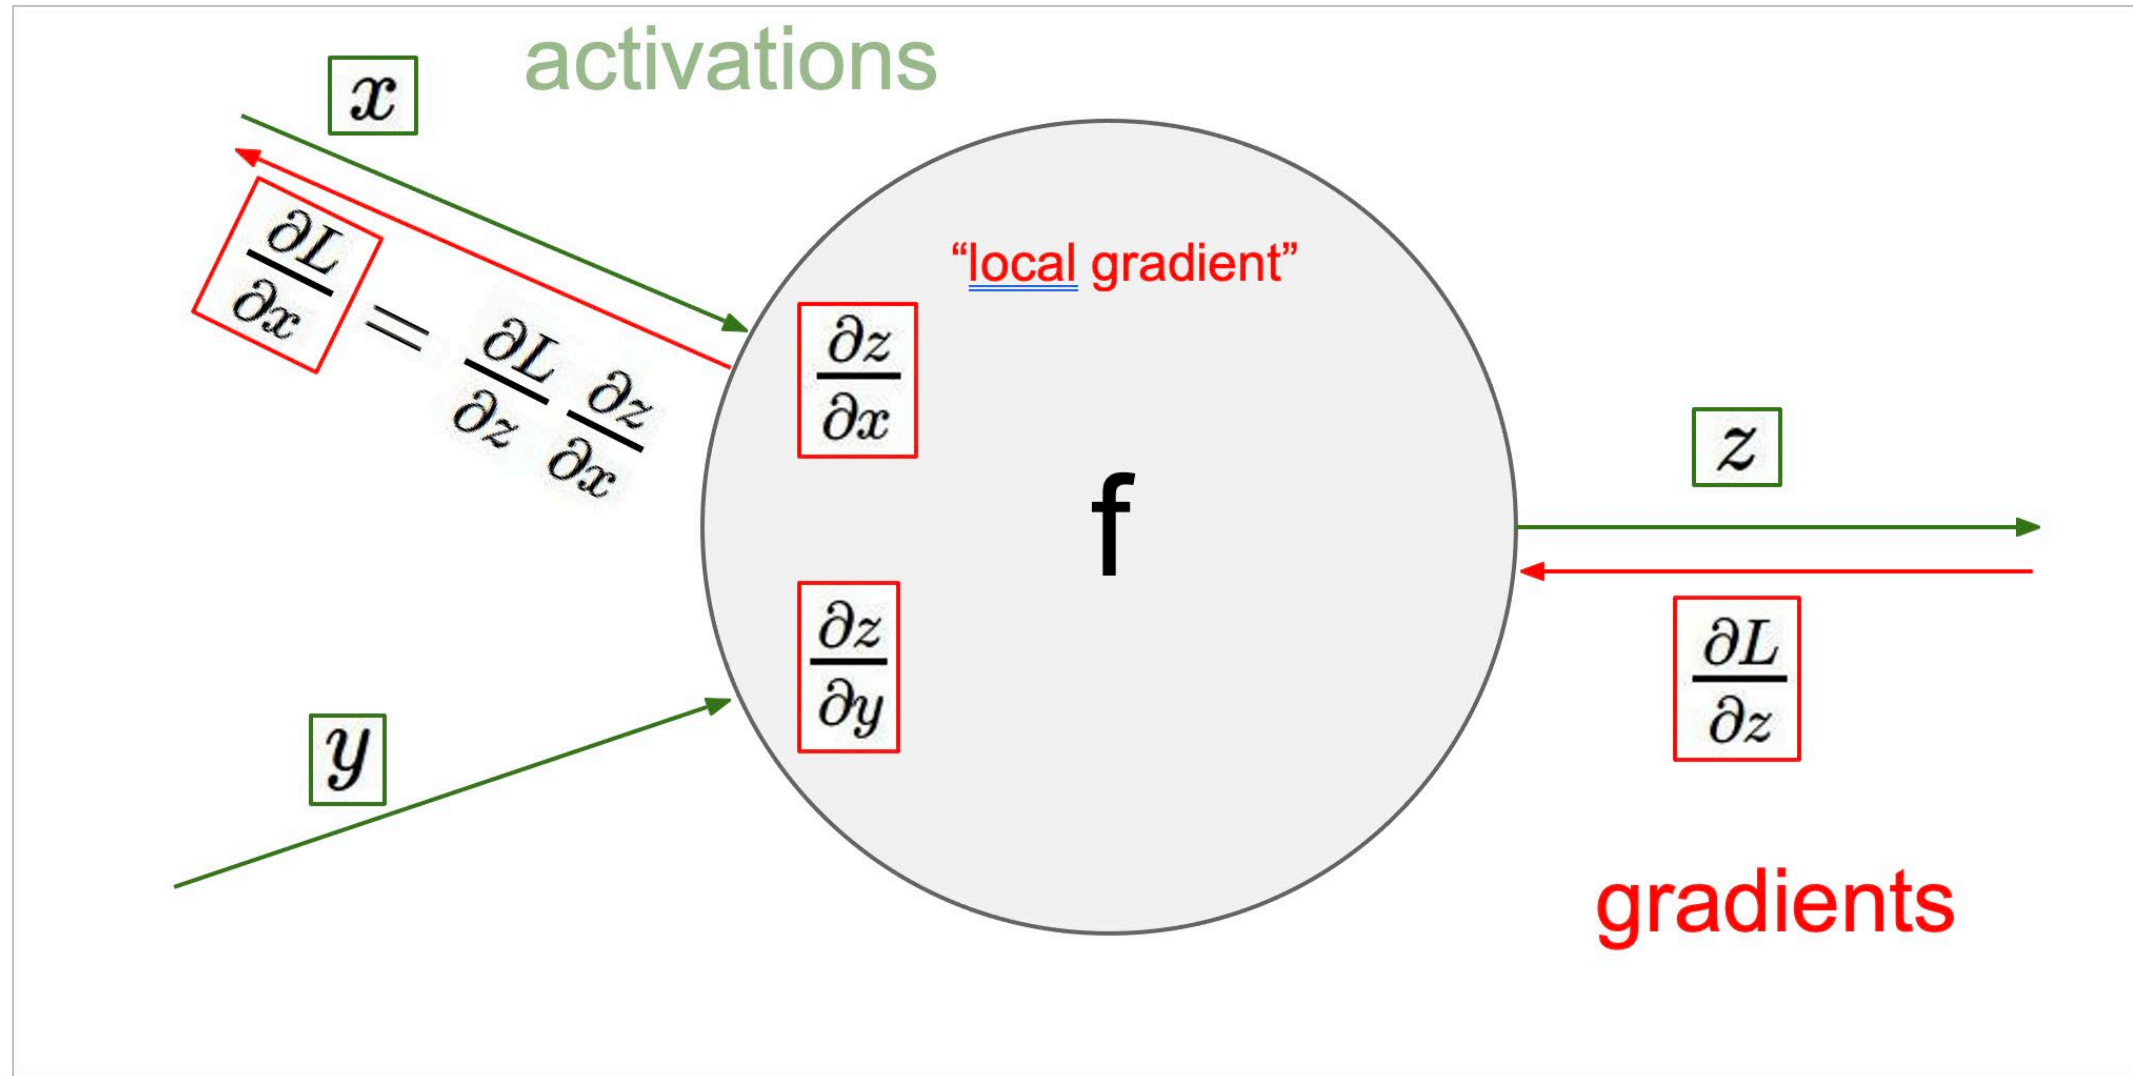 activations
x
∂L/∂x = ∂L/∂z ∂z/∂x
“local gradient”
∂z/∂x
f
z
∂z/∂y
∂L/∂z
y
gradients